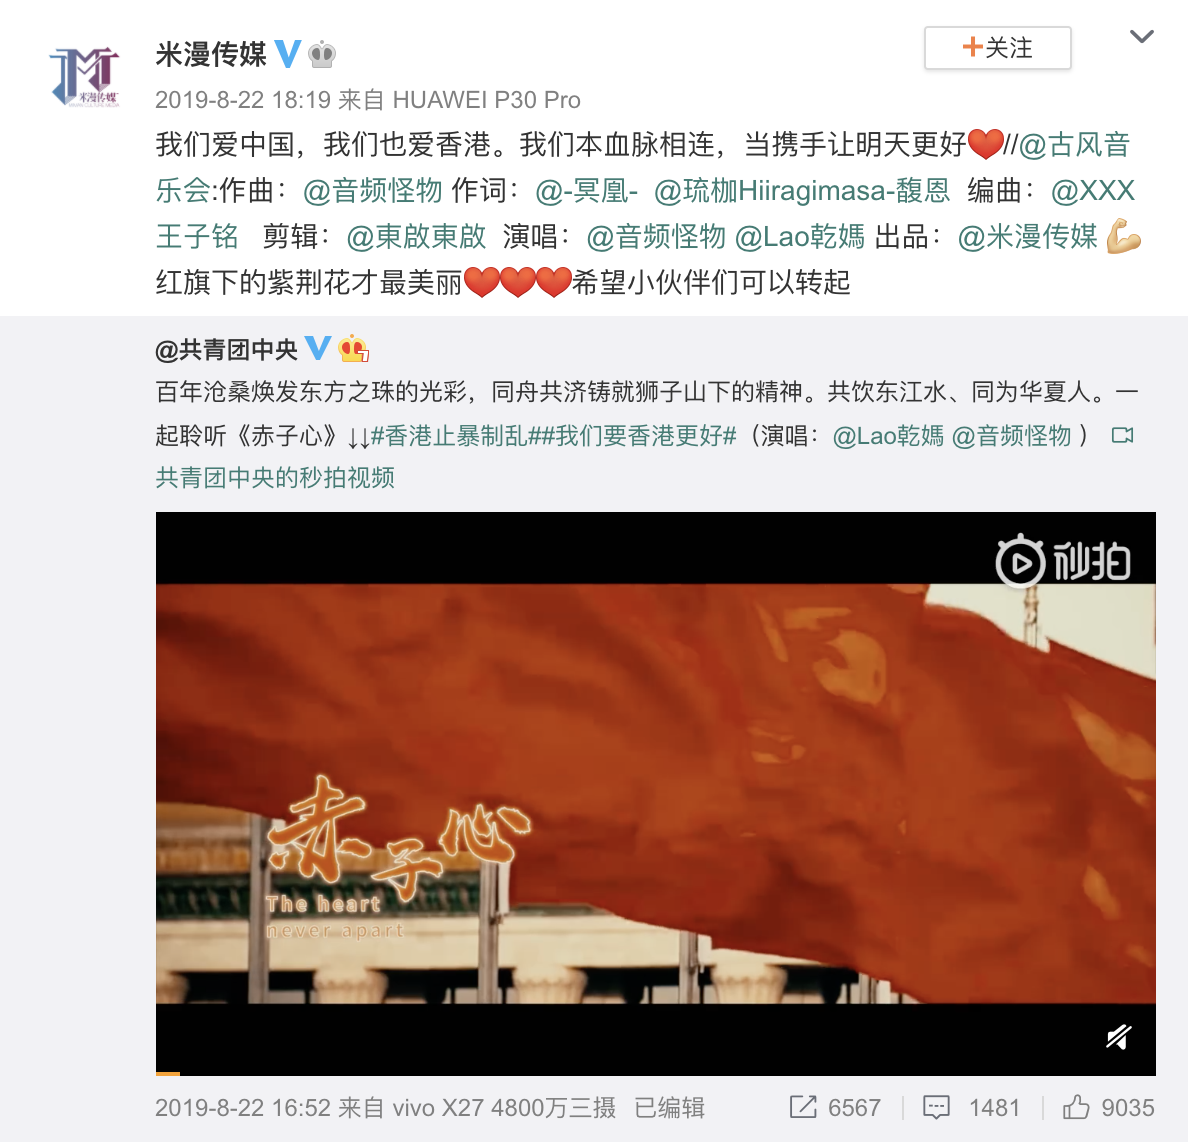 米漫传媒
+关注
米漫传媒
2019-8-22 18:19 来自 HUAWEI P30 Pro
我们爱中国，我们也爱香港。我们本血脉相连，当携手让明天更好❤️//@古风音
乐会:作曲：@音频怪物 作词：@-冥凰- @琉枷Hiiragimasa-馥恩 编曲：@XXX
王子铭 剪辑：@東啟東啟 演唱：@音频怪物 @Lao乾媽 出品：@米漫传媒 💪
红旗下的紫荆花才最美丽❤️❤️❤️希望小伙伴们可以转起
@共青团中央
百年沧桑焕发东方之珠的光彩，同舟共济铸就狮子山下的精神。共饮东江水、同为华夏人。一
起聆听《赤子心》↓↓#香港止暴制乱##我们要香港更好#（演唱：@Lao乾媽 @音频怪物 ）
共青团中央的秒拍视频
秒拍
赤子心
The heart
never apart
2019-8-22 16:52 来自 vivo X27 4800万三摄 已编辑 6567 1481 9035